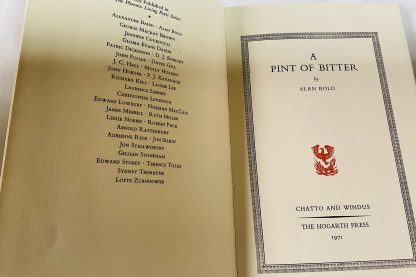 Published in
The Phoenix Living Poets Series
ALEXANDER BAIRD · ALAN BOLD
GEORGE MACKAY BROWN
JENNIFER COUROUCLI
GLORIA EVANS DAVIES
PATRIC DICKINSON · D. J. ENRIGHT
JOHN FULLER · DAVID GILL
J. C. HALL · MOLLY HOLDEN
JOHN HORDER · P. J. KAVANAGH
RICHARD KELL · LAURIE LEE
LAURENCE LERNER
CHRISTOPHER LEVENSON
EDWARD LOWBURY · NORMAN MACCAIG
JAMES MERRILL · RUTH MILLER
LESLIE NORRIS · ROBERT PACK
ARNOLD RATTENBURY
ADRIENNE RICH · JON SILKIN
JON STALLWORTHY
GILLIAN STONEHAM
EDWARD STOREY · TERENCE TILLER
SYDNEY TREMAYNE
LOTTE ZURNDORFER
A
PINT OF BITTER
by
ALAN BOLD
CHATTO AND WINDUS
THE HOGARTH PRESS
1971